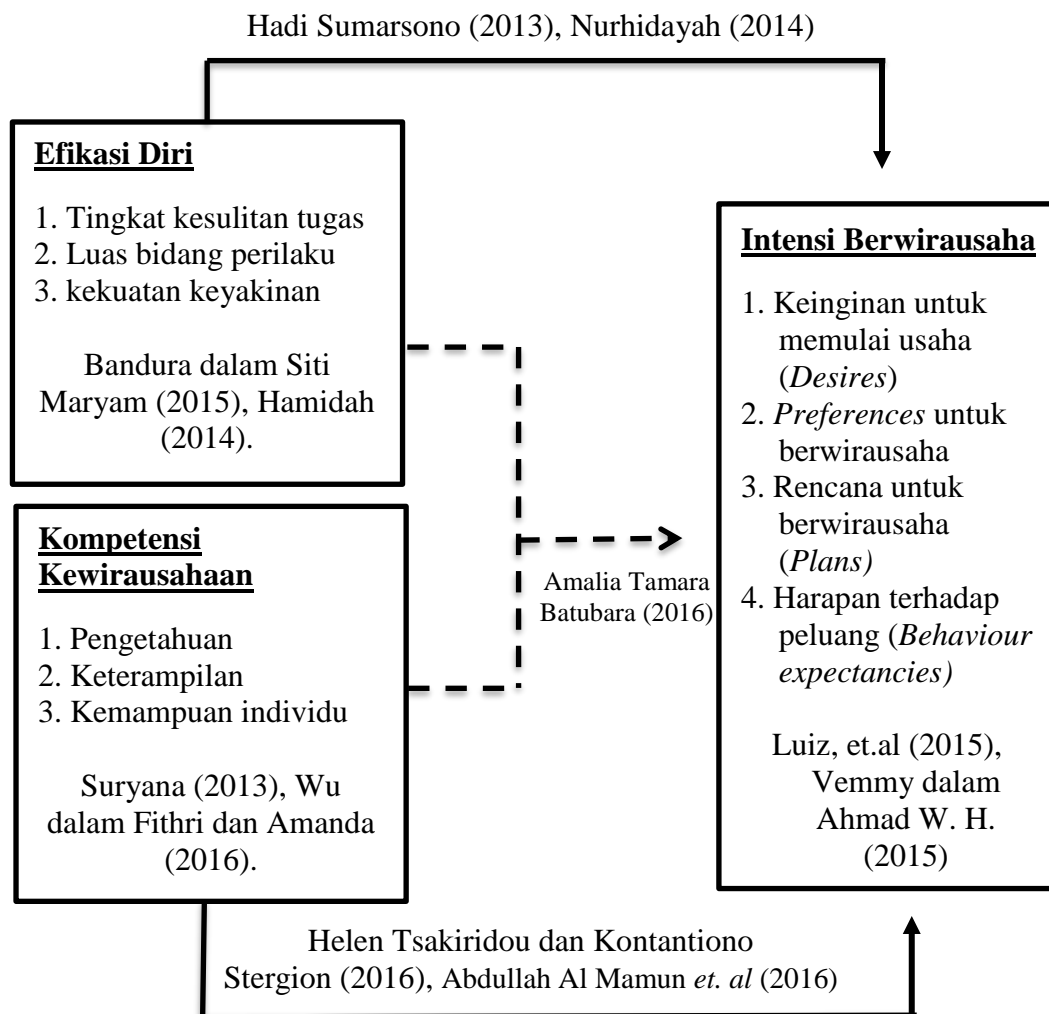 Hadi Sumarsono (2013), Nurhidayah (2014)
Efikasi Diri
1. Tingkat kesulitan tugas
2. Luas bidang perilaku
3. kekuatan keyakinan
Bandura dalam Siti
Maryam (2015), Hamidah
(2014).
Kompetensi
Kewirausahaan
1. Pengetahuan
2. Keterampilan
3. Kemampuan individu
Suryana (2013), Wu
dalam Fithri dan Amanda
(2016).
Amalia Tamara
Batubara (2016)
Intensi Berwirausaha
1. Keinginan untuk
memulai usaha
(Desires)
2. Preferences untuk
berwirausaha
3. Rencana untuk
berwirausaha
(Plans)
4. Harapan terhadap
peluang (Behaviour
expectancies)
Luiz, et.al (2015),
Vemmy dalam
Ahmad W. H.
(2015)
Helen Tsakiridou dan Kontantiono
Stergion (2016), Abdullah Al Mamun et. al (2016)